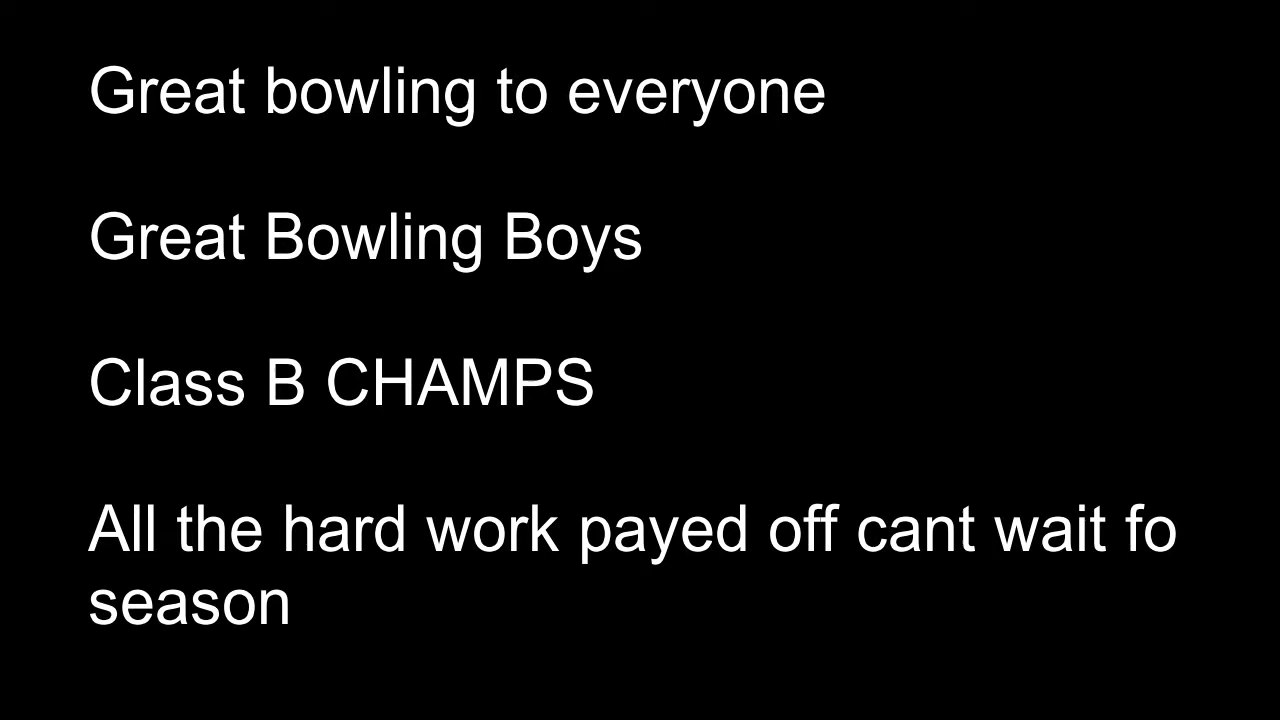 Great bowling to everyone
Great Bowling Boys
Class B CHAMPS
All the hard work payed off cant wait fo
season